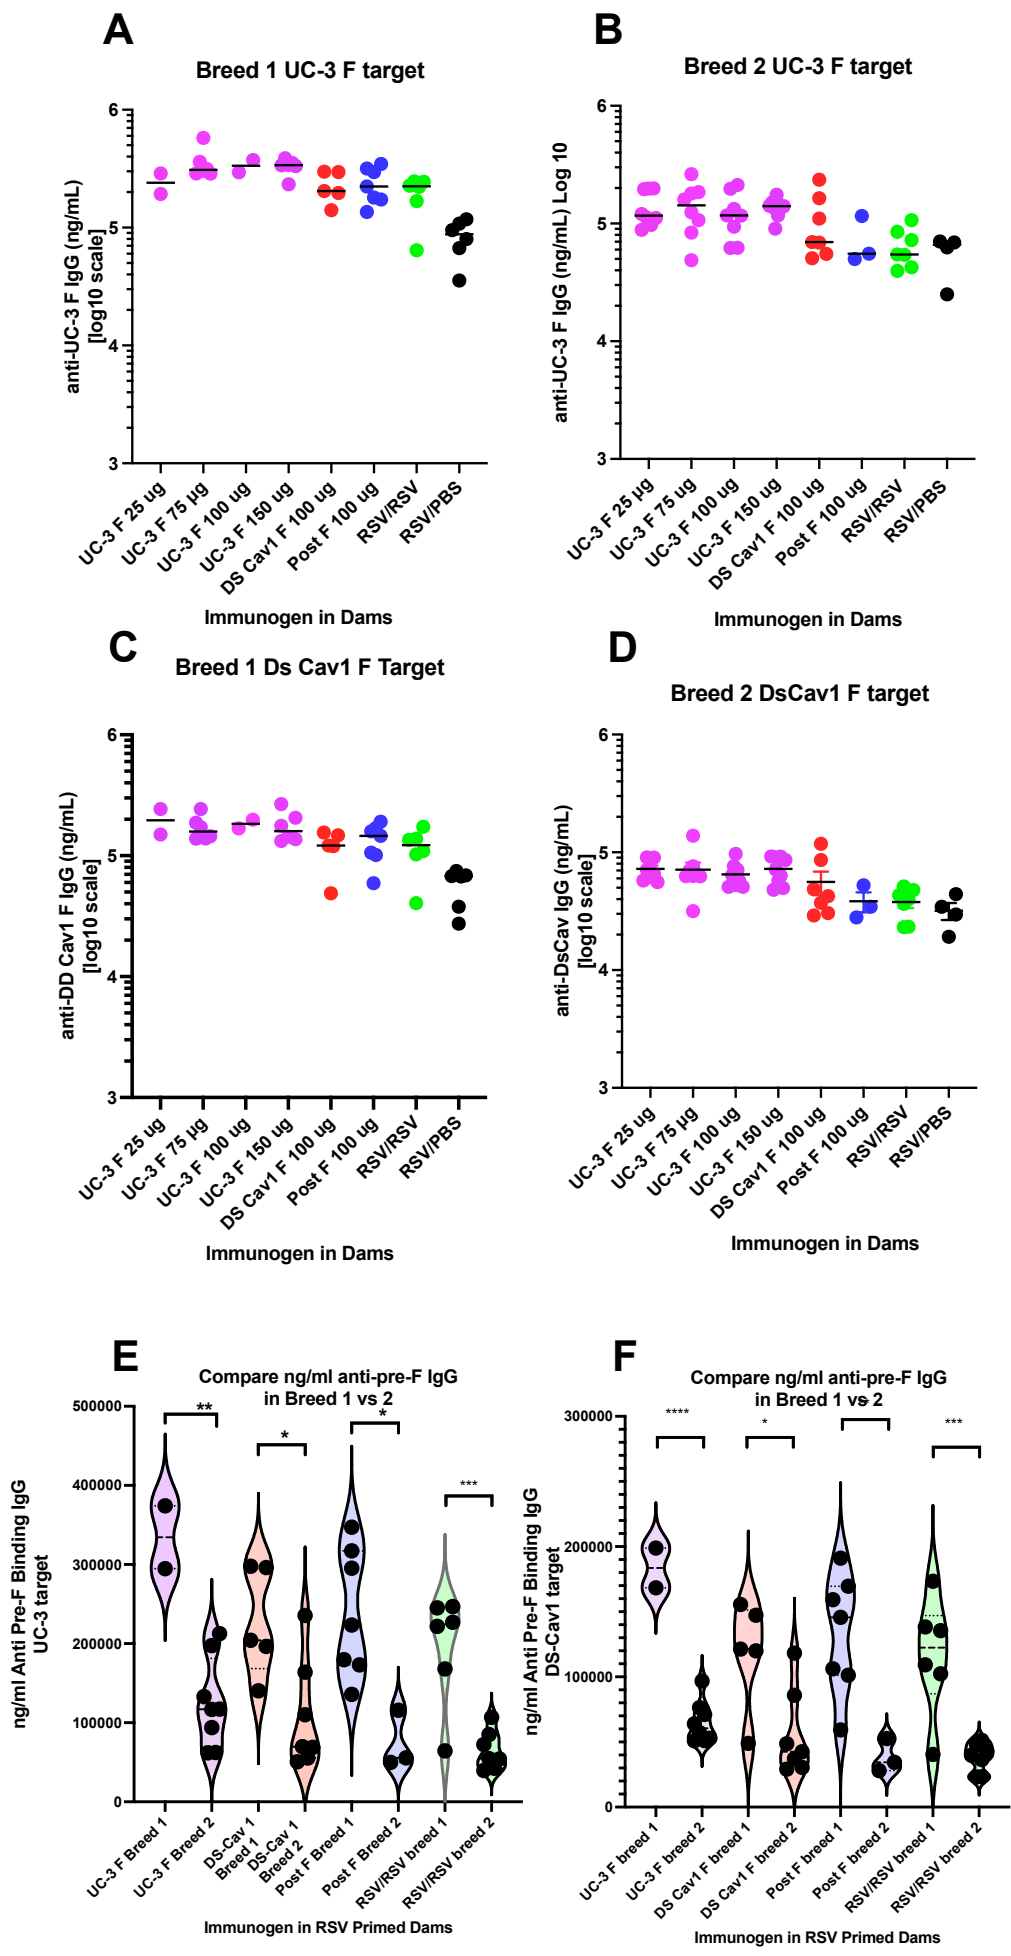 A
Breed 1 UC-3 F target
anti-UC-3 F IgG (ng/mL)
[log10 scale]
6
5
4
3
UC-3 F 25 ug
UC-3 F 75 µg
UC-3 F 100 ug
UC-3 F 150 ug
DS Cav1 F 100 ug
Post F 100 ug
RSV/RSV
RSV/PBS
Immunogen in Dams
B
Breed 2 UC-3 F target
anti-UC-3 F IgG (ng/mL) Log 10
6
5
4
3
UC-3 F 25 µg
UC-3 F 75 ug
UC-3 F 100 ug
UC-3 F 150 ug
DS Cav1 F 100 ug
Post F 100 ug
RSV/RSV
RSV/PBS
Immunogen in Dams
C
Breed 1 Ds Cav1 F Target
anti-DD Cav1 F IgG (ng/mL)
[log10 scale]
6
5
4
3
UC-3 F 25 ug
UC-3 F 75 µg
UC-3 F 100 ug
UC-3 F 150 ug
DS Cav1 F 100 ug
Post F 100 ug
RSV/RSV
RSV/PBS
Immunogen in Dams
D
Breed 2 DsCav1 F target
anti-DsCav IgG (ng/mL)
[log10 scale]
6
5
4
3
UC-3 F 25 ug
UC-3 F 75 µg
UC-3 F 100 ug
UC-3 F 150 ug
DS Cav1 F 100 ug
Post F 100 ug
RSV/RSV
RSV/PBS
Immunogen in Dams
E
Compare ng/ml anti-pre-F IgG
in Breed 1 vs 2
ng/ml Anti Pre-F Binding IgG
UC-3 target
500000
400000
300000
200000
100000
0
**
*
*
***
UC-3 F Breed 1
UC-3 F Breed 2
DS-Cav 1
Breed 1
DS-Cav 1
Breed 2
Post F Breed 1
Post F Breed 2
RSV/RSV breed 1
RSV/RSV breed 2
Immunogen in RSV Primed Dams
F
Compare ng/ml anti-pre-F IgG
in Breed 1 vs 2
ng/ml Anti Pre-F Binding IgG
DS-Cav1 target
300000
200000
100000
0
****
*
*
***
UC-3 F breed 1
UC-3 F breed 2
DS Cav1 F breed 1
DS Cav1 F breed 2
Post F breed 1
Post F breed 2
RSV/RSV breed 1
RSV/RSV breed 2
Immunogen in RSV Primed Dams